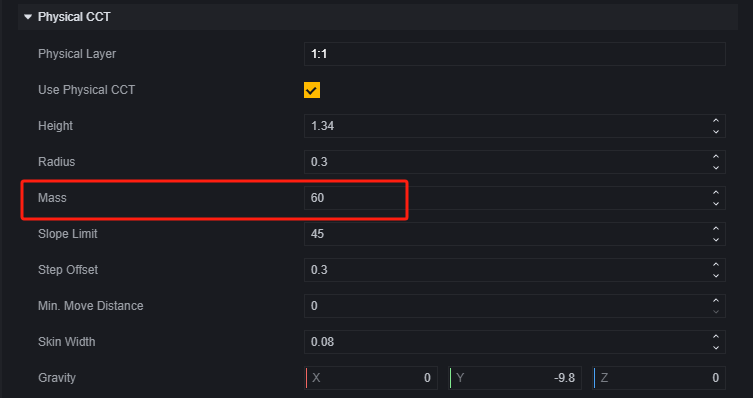 Physical CCT
Physical Layer 1:1
Use Physical CCT
Height 1.34
Radius 0.3
Mass 60
Slope Limit 45
Step Offset 0.3
Min. Move Distance 0
Skin Width 0.08
Gravity X 0 Y -9.8 Z 0